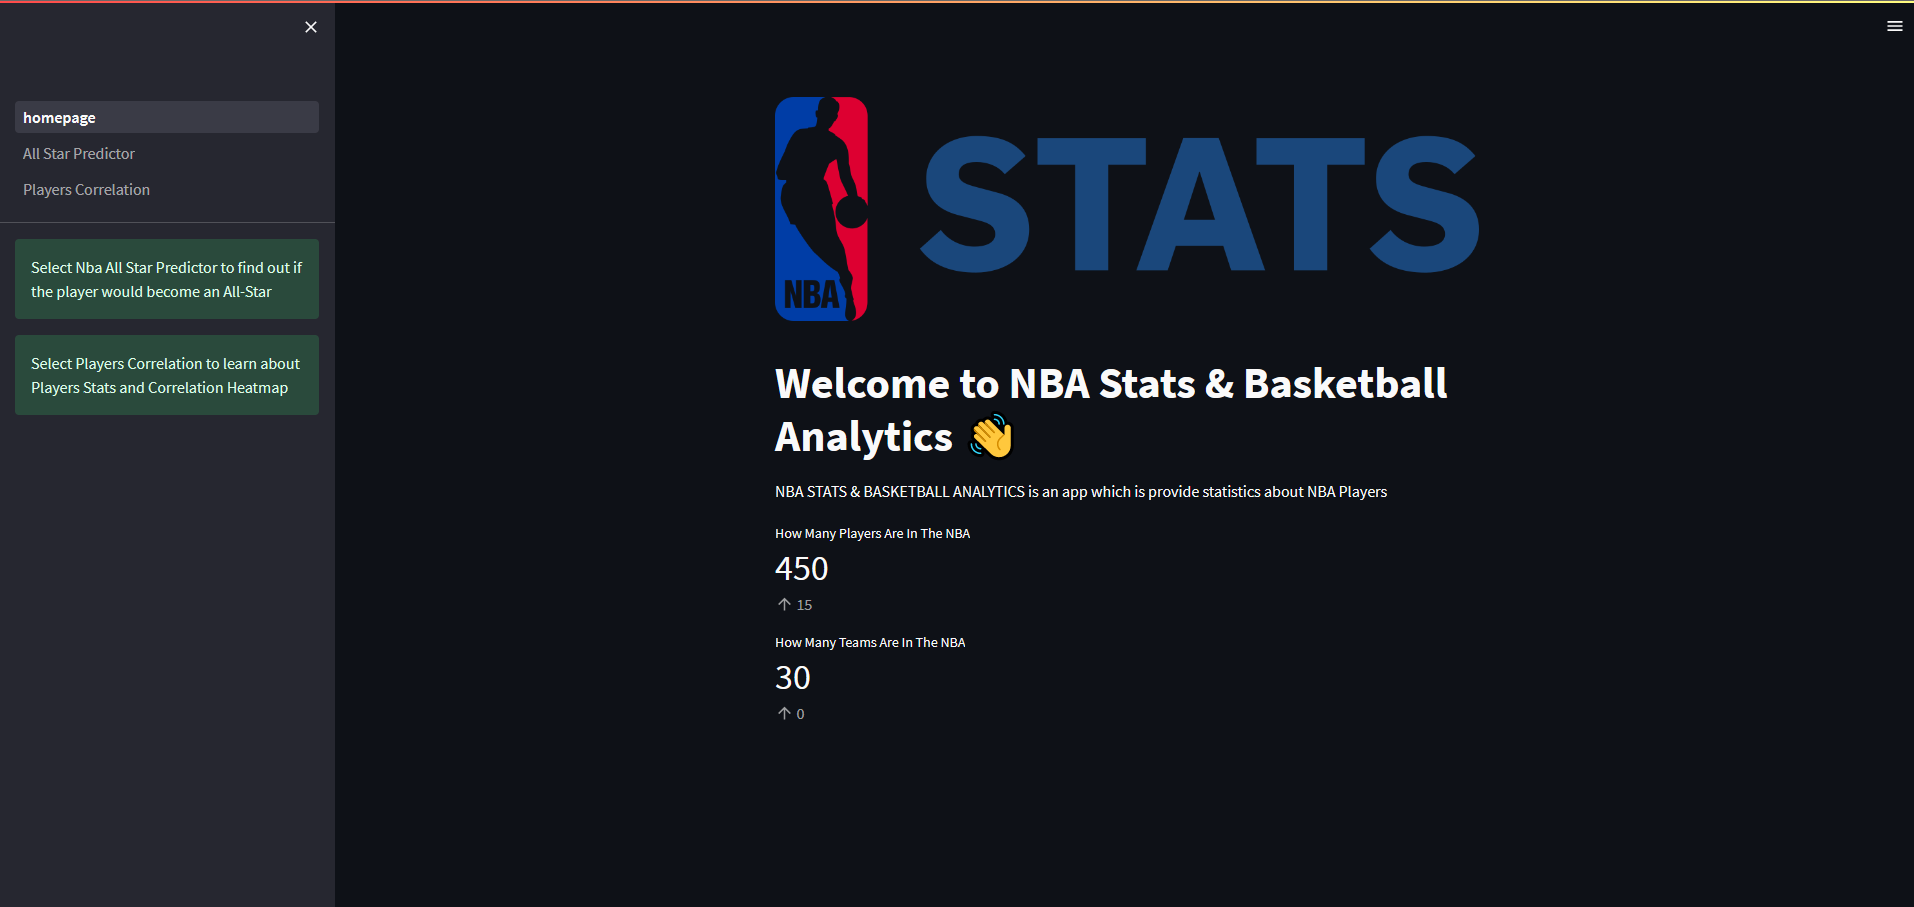 homepage
All Star Predictor
Players Correlation
Select Nba All Star Predictor to find out if
the player would become an All-Star
Select Players Correlation to learn about
Players Stats and Correlation Heatmap
NBA
STATS
Welcome to NBA Stats & Basketball
Analytics 👋
NBA STATS & BASKETBALL ANALYTICS is an app which is provide statistics about NBA Players
How Many Players Are In The NBA
450
↑ 15
How Many Teams Are In The NBA
30
↑ 0